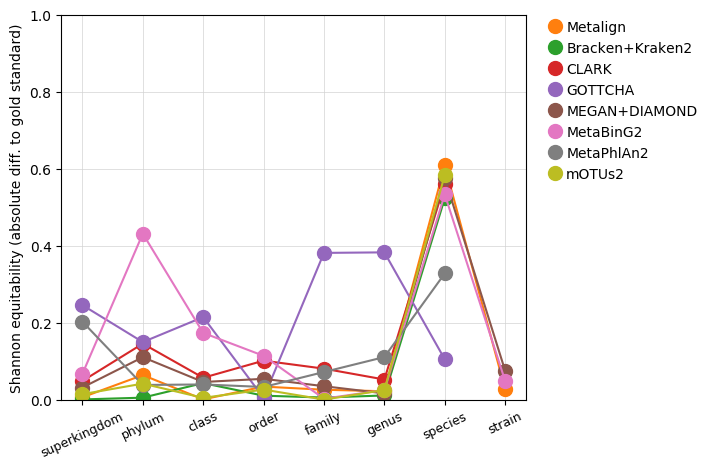 Shannon equitability (absolute diff. to gold standard)
1.0
0.8
0.6
0.4
0.2
0.0
superkingdom
phylum
class
order
family
genus
species
strain
Metalign
Bracken+Kraken2
CLARK
GOTTCHA
MEGAN+DIAMOND
MetaBinG2
MetaPhlAn2
mOTUs2